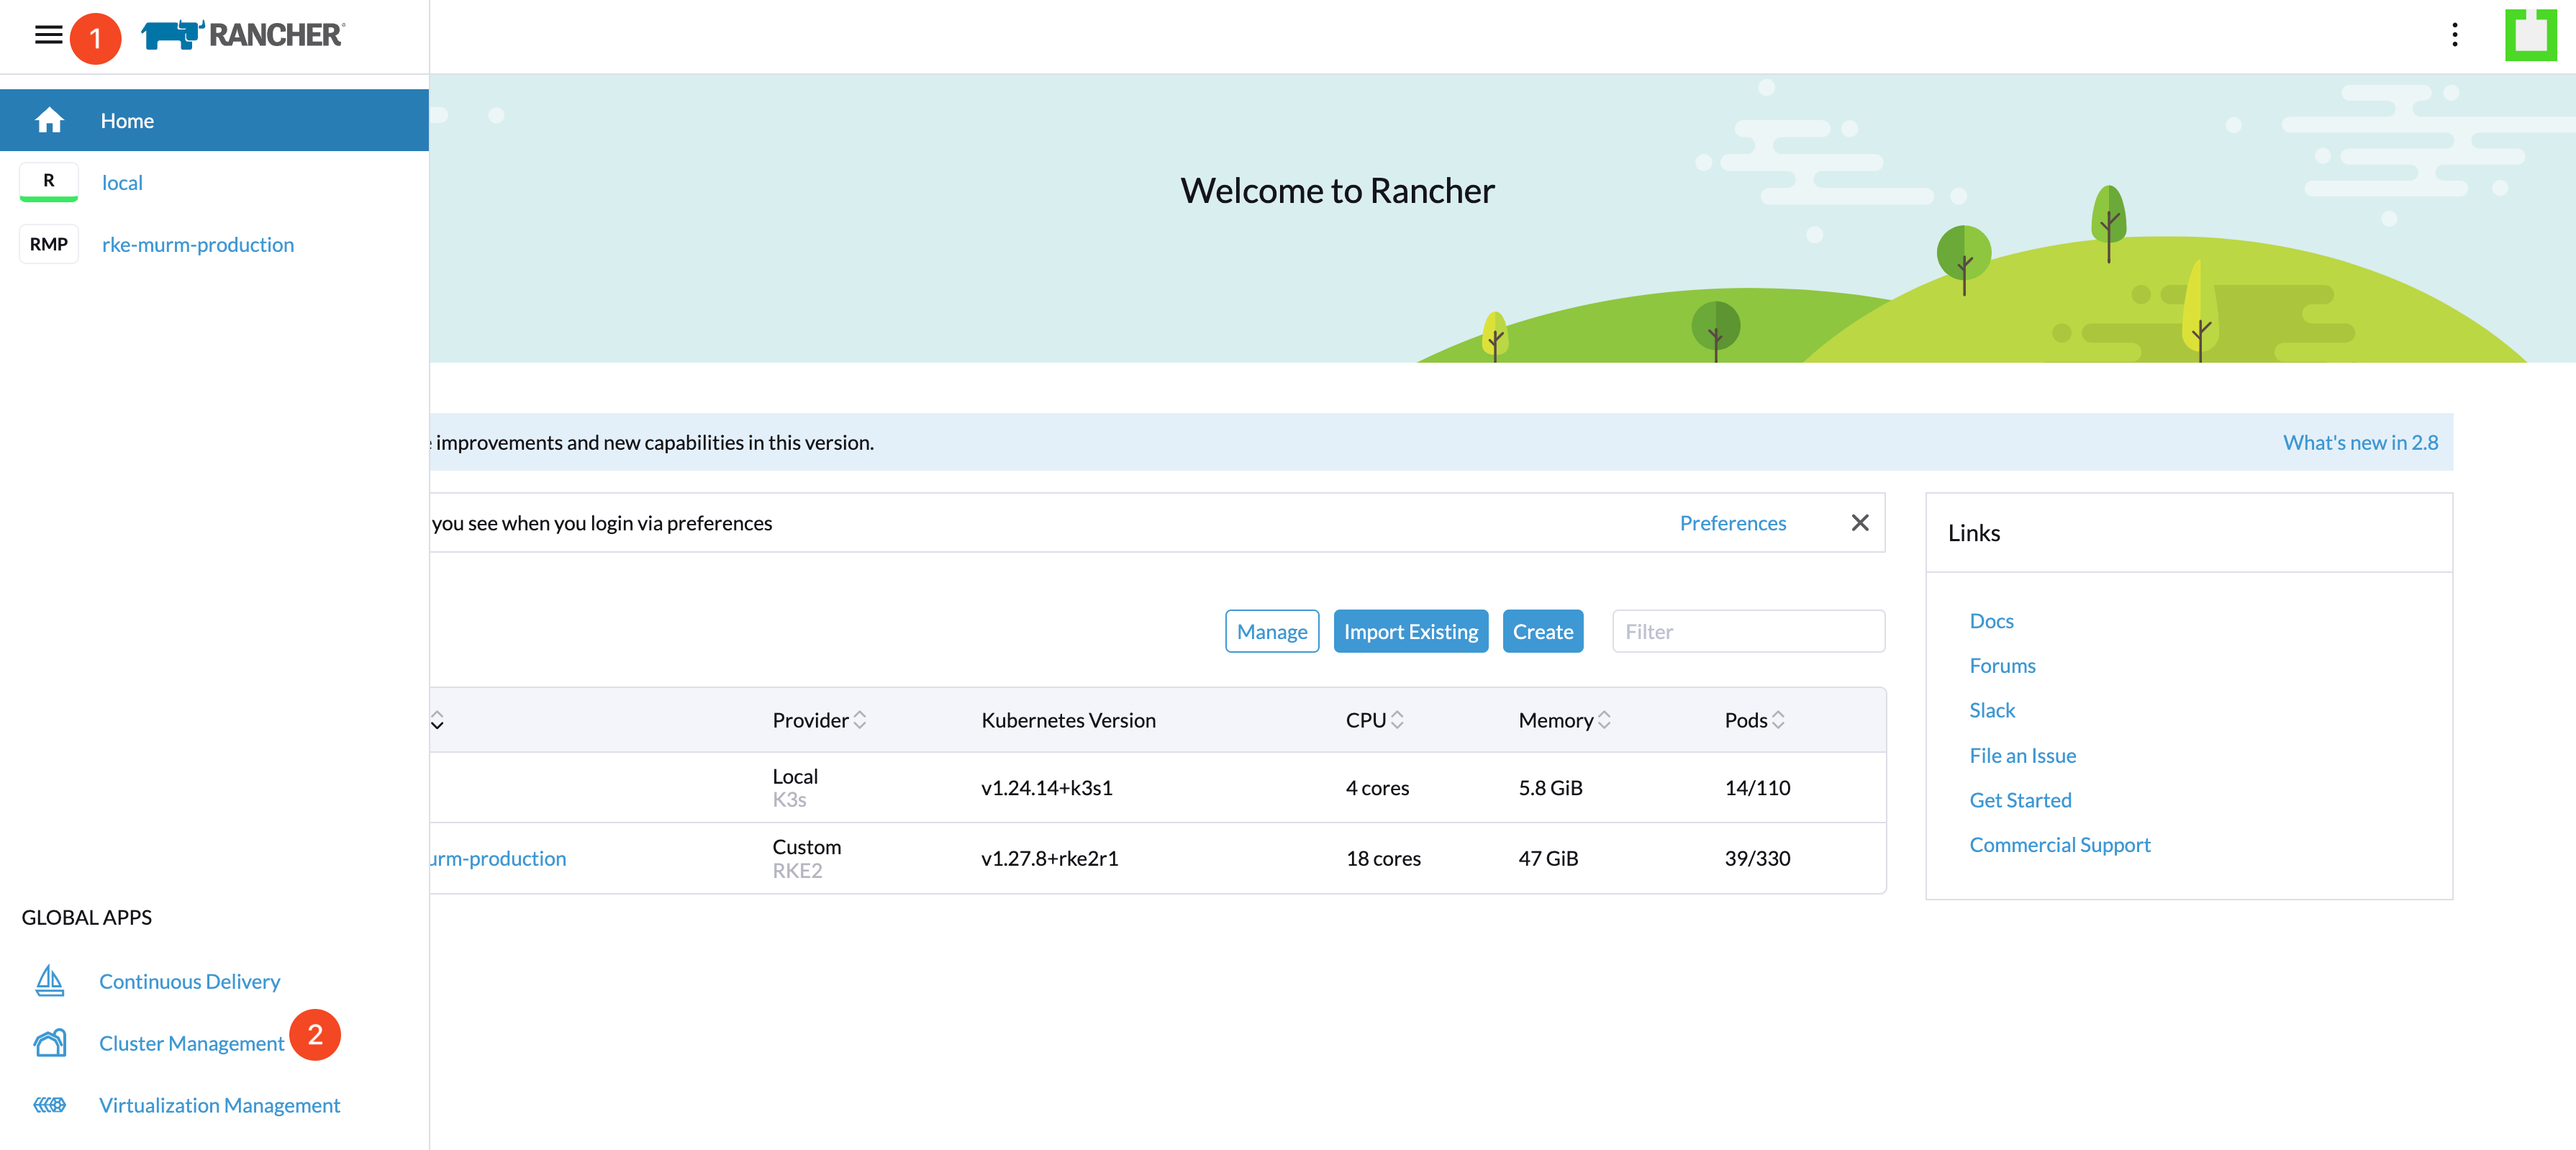 1
RANCHER
Home
R
local
RMP
rke-murm-production
Welcome to Rancher
improvements and new capabilities in this version.
What's new in 2.8
you see when you login via preferences
Preferences
Links
Docs
Forums
Slack
File an Issue
Get Started
Commercial Support
Manage
Import Existing
Create
Filter
Provider
Kubernetes Version
CPU
Memory
Pods
Local
K3s
v1.24.14+k3s1
4 cores
5.8 GiB
14/110
urm-production
Custom
RKE2
v1.27.8+rke2r1
18 cores
47 GiB
39/330
GLOBAL APPS
Continuous Delivery
Cluster Management
2
Virtualization Management